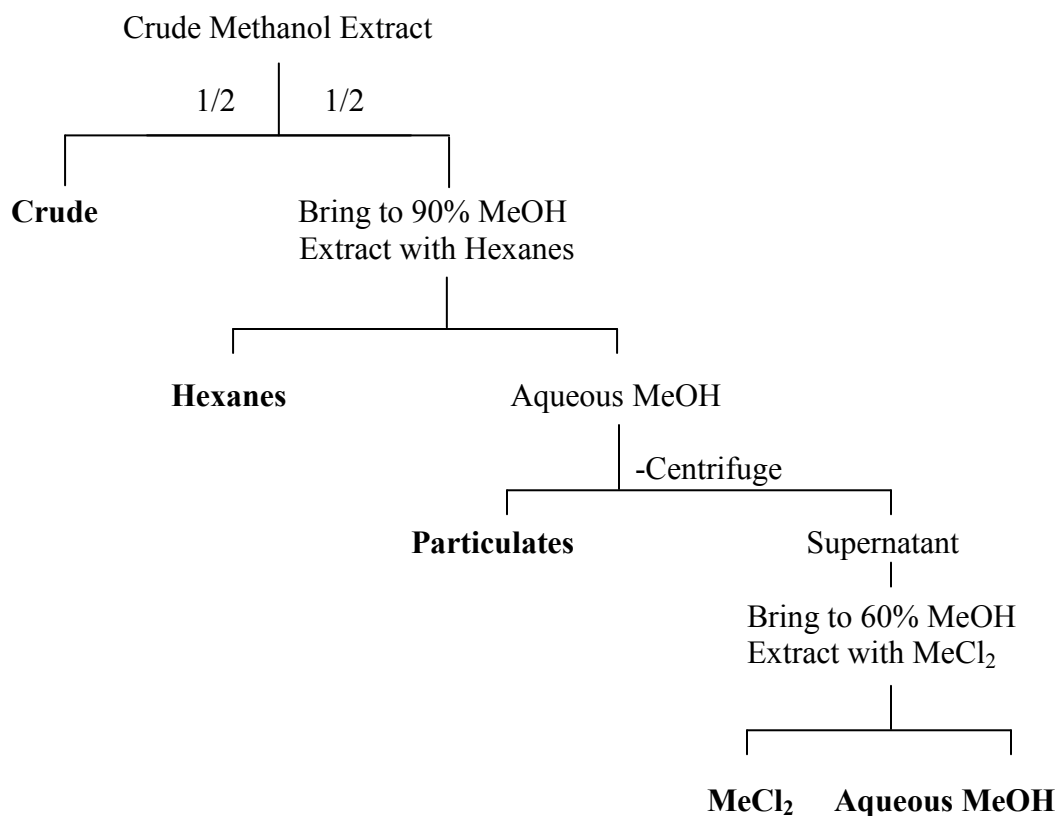 Crude Methanol Extract
1/2 1/2
Crude
Bring to 90% MeOH
Extract with Hexanes
Hexanes
Aqueous MeOH
-Centrifuge
Particulates
Supernatant
Bring to 60% MeOH
Extract with MeCl₂
MeCl₂
Aqueous MeOH